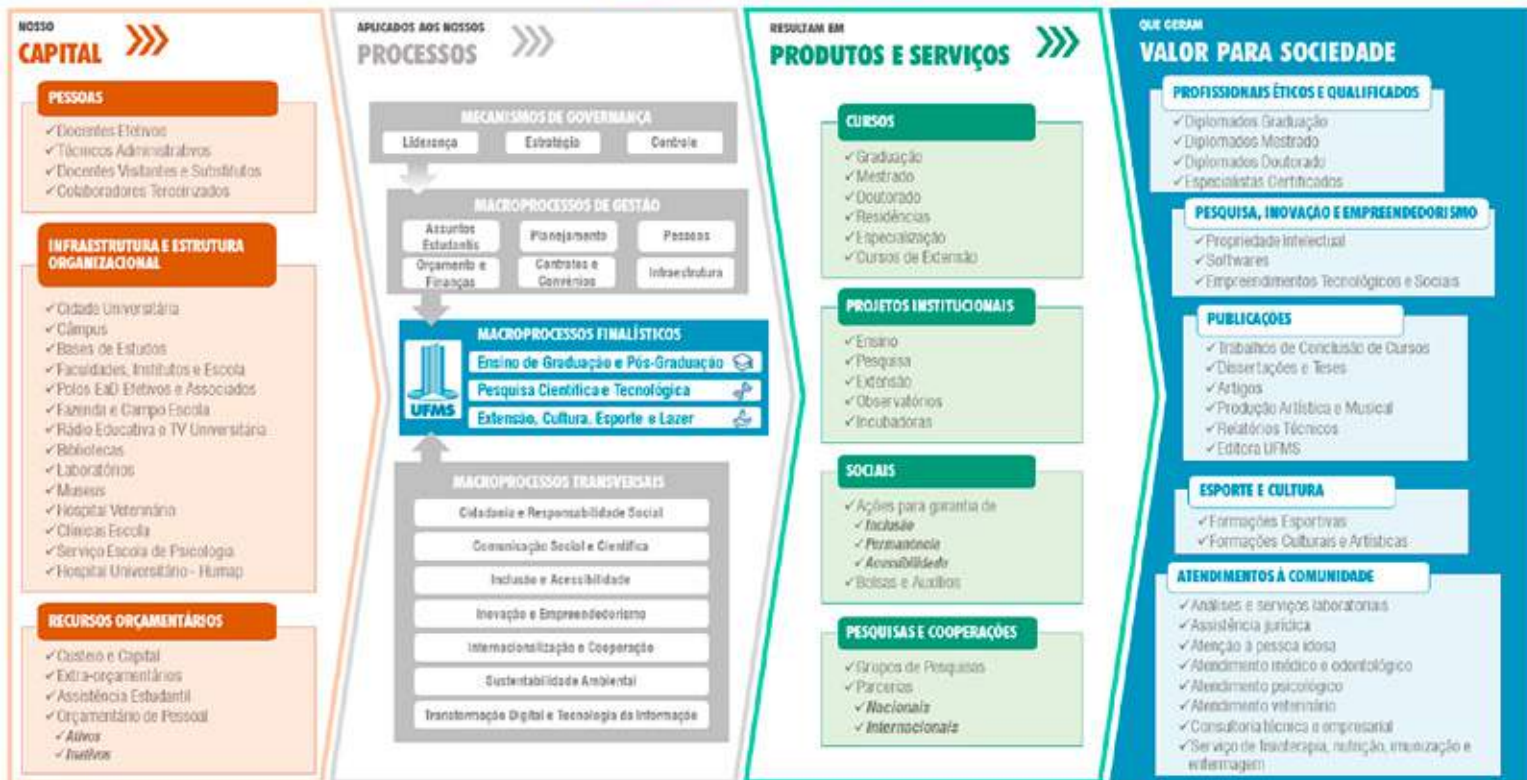 NOSSO
CAPITAL
PESSOAS
✓Docentes Efetivos
✓Técnicos Administrativos
✓Docentes Visitantes e Substitutos
✓Colaboradores Terceirizados
INFRAESTRUTURA E ESTRUTURA
ORGANIZACIONAL
✓Cidade Universitária
✓Câmpus
✓Bases de Estudos
✓Faculdades, Institutos e Escola
✓Polos EaD Efetivos e Associados
✓Fazenda e Campo Escola
✓Rádio Educativa e TV Universitária
✓Bibliotecas
✓Laboratórios
✓Museus
✓Hospital Veterinário
✓Clínicas Escola
✓Serviço Escola de Psicologia
✓Hospital Universitário - Humap
RECURSOS ORÇAMENTÁRIOS
✓Custeio e Capital
✓Extra-orçamentários
✓Assistência Estudantil
✓Orçamentário de Pessoal
✓Ativos
✓Inativos
APLICADOS AOS NOSSOS
PROCESSOS
MECANISMOS DE GOVERNANÇA
Liderança
Estratégia
Controle
MACROPROCESSOS DE GESTÃO
Assuntos
Estudantis
Planejamento
Pessoas
Orçamento e
Finanças
Contratos e
Convênios
Infraestrutura
MACROPROCESSOS FINALÍSTICOS
UFMS
Ensino de Graduação e Pós-Graduação
Pesquisa Científica e Tecnológica
Extensão, Cultura, Esporte e Lazer
MACROPROCESSOS TRANSVERSAIS
Cidadania e Responsabilidade Social
Comunicação Social e Científica
Inclusão e Acessibilidade
Inovação e Empreendedorismo
Internacionalização e Cooperação
Sustentabilidade Ambiental
Transformação Digital e Tecnologia da Informação
RESULTAM EM
PRODUTOS E SERVIÇOS
CURSOS
✓Graduação
✓Mestrado
✓Doutorado
✓Residências
✓Especialização
✓Cursos de Extensão
PROJETOS INSTITUCIONAIS
✓Ensino
✓Pesquisa
✓Extensão
✓Observatórios
✓Incubadoras
SOCIAIS
✓Ações para garantia de
✓Inclusão
✓Permanência
✓Acessibilidade
✓Bolsas e Auxílios
PESQUISAS E COOPERAÇÕES
✓Grupos de Pesquisas
✓Parcerias
✓Nacionais
✓Internacionais
QUE GERAM
VALOR PARA SOCIEDADE
PROFISSIONAIS ÉTICOS E QUALIFICADOS
✓Diplomados Graduação
✓Diplomados Mestrado
✓Diplomados Doutorado
✓Especialistas Certificados
PESQUISA, INOVAÇÃO E EMPREENDEDORISMO
✓Propriedade Intelectual
✓Softwares
✓Empreendimentos Tecnológicos e Sociais
PUBLICAÇÕES
✓Trabalhos de Conclusão de Cursos
✓Dissertações e Teses
✓Artigos
✓Produção Artística e Musical
✓Relatórios Técnicos
✓Editora UFMS
ESPORTE E CULTURA
✓Formações Esportivas
✓Formações Culturais e Artísticas
ATENDIMENTOS À COMUNIDADE
✓Análises e serviços laboratoriais
✓Assistência jurídica
✓Atenção à pessoa idosa
✓Atendimento médico e odontológico
✓Atendimento psicológico
✓Atendimento veterinário
✓Consultoria técnica e empresarial
✓Serviço de fisioterapia, nutrição, imunização e
enfermagem